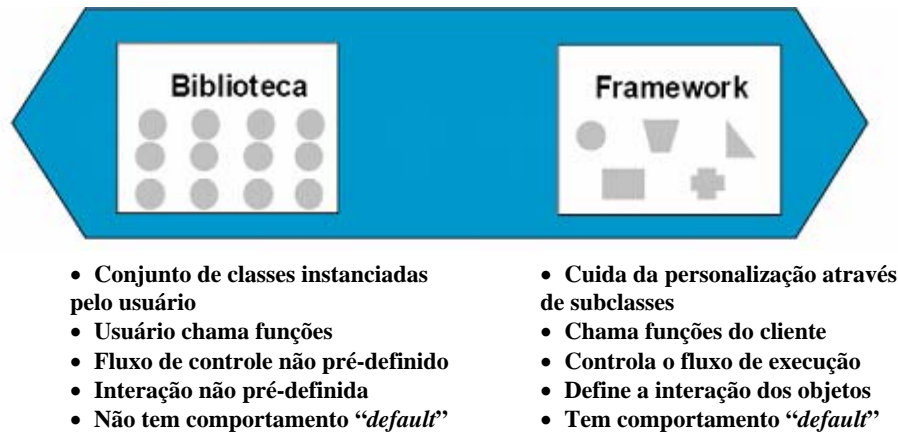 Biblioteca
Framework
• Conjunto de classes instanciadas
pelo usuário
• Usuário chama funções
• Fluxo de controle não pré-definido
• Interação não pré-definida
• Não tem comportamento “default”
• Cuida da personalização através
de subclasses
• Chama funções do cliente
• Controla o fluxo de execução
• Define a interação dos objetos
• Tem comportamento “default”